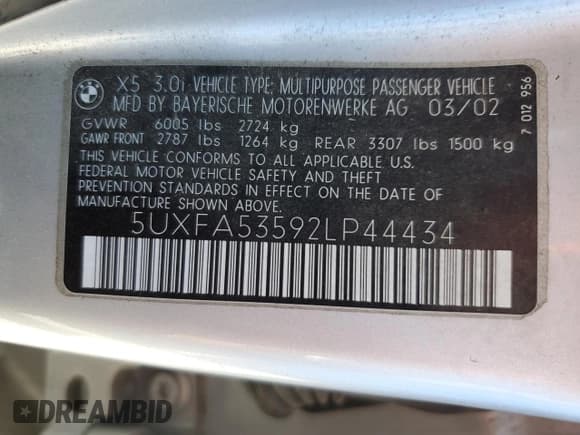 BMW
X5 3.0i VEHICLE TYPE: MULTIPURPOSE PASSENGER VEHICLE
MFD BY BAYERISCHE MOTORENWERKE AG 03/02
GVWR 6005 lbs 2724 kg
GAWR FRONT 2787 lbs 1264 kg REAR 3307 lbs 1500 kg
THIS VEHICLE CONFORMS TO ALL APPLICABLE U.S.
FEDERAL MOTOR VEHICLE SAFETY AND THEFT
PREVENTION STANDARDS IN EFFECT ON THE DATE OF
MANUFACTURE SHOWN ABOVE.
5UXFA53592LP44434
7 012 956
DREAMBID